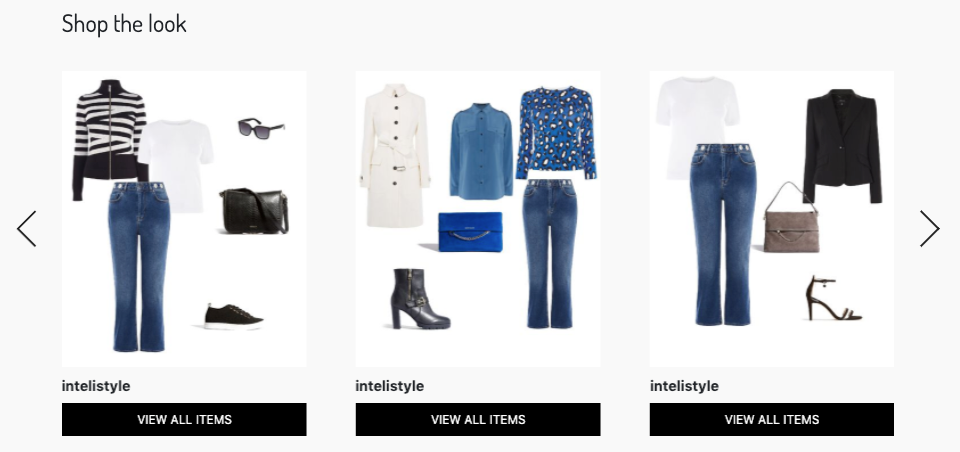 Shop the look
intelistyle
intelistyle
intelistyle
VIEW ALL ITEMS
VIEW ALL ITEMS
VIEW ALL ITEMS